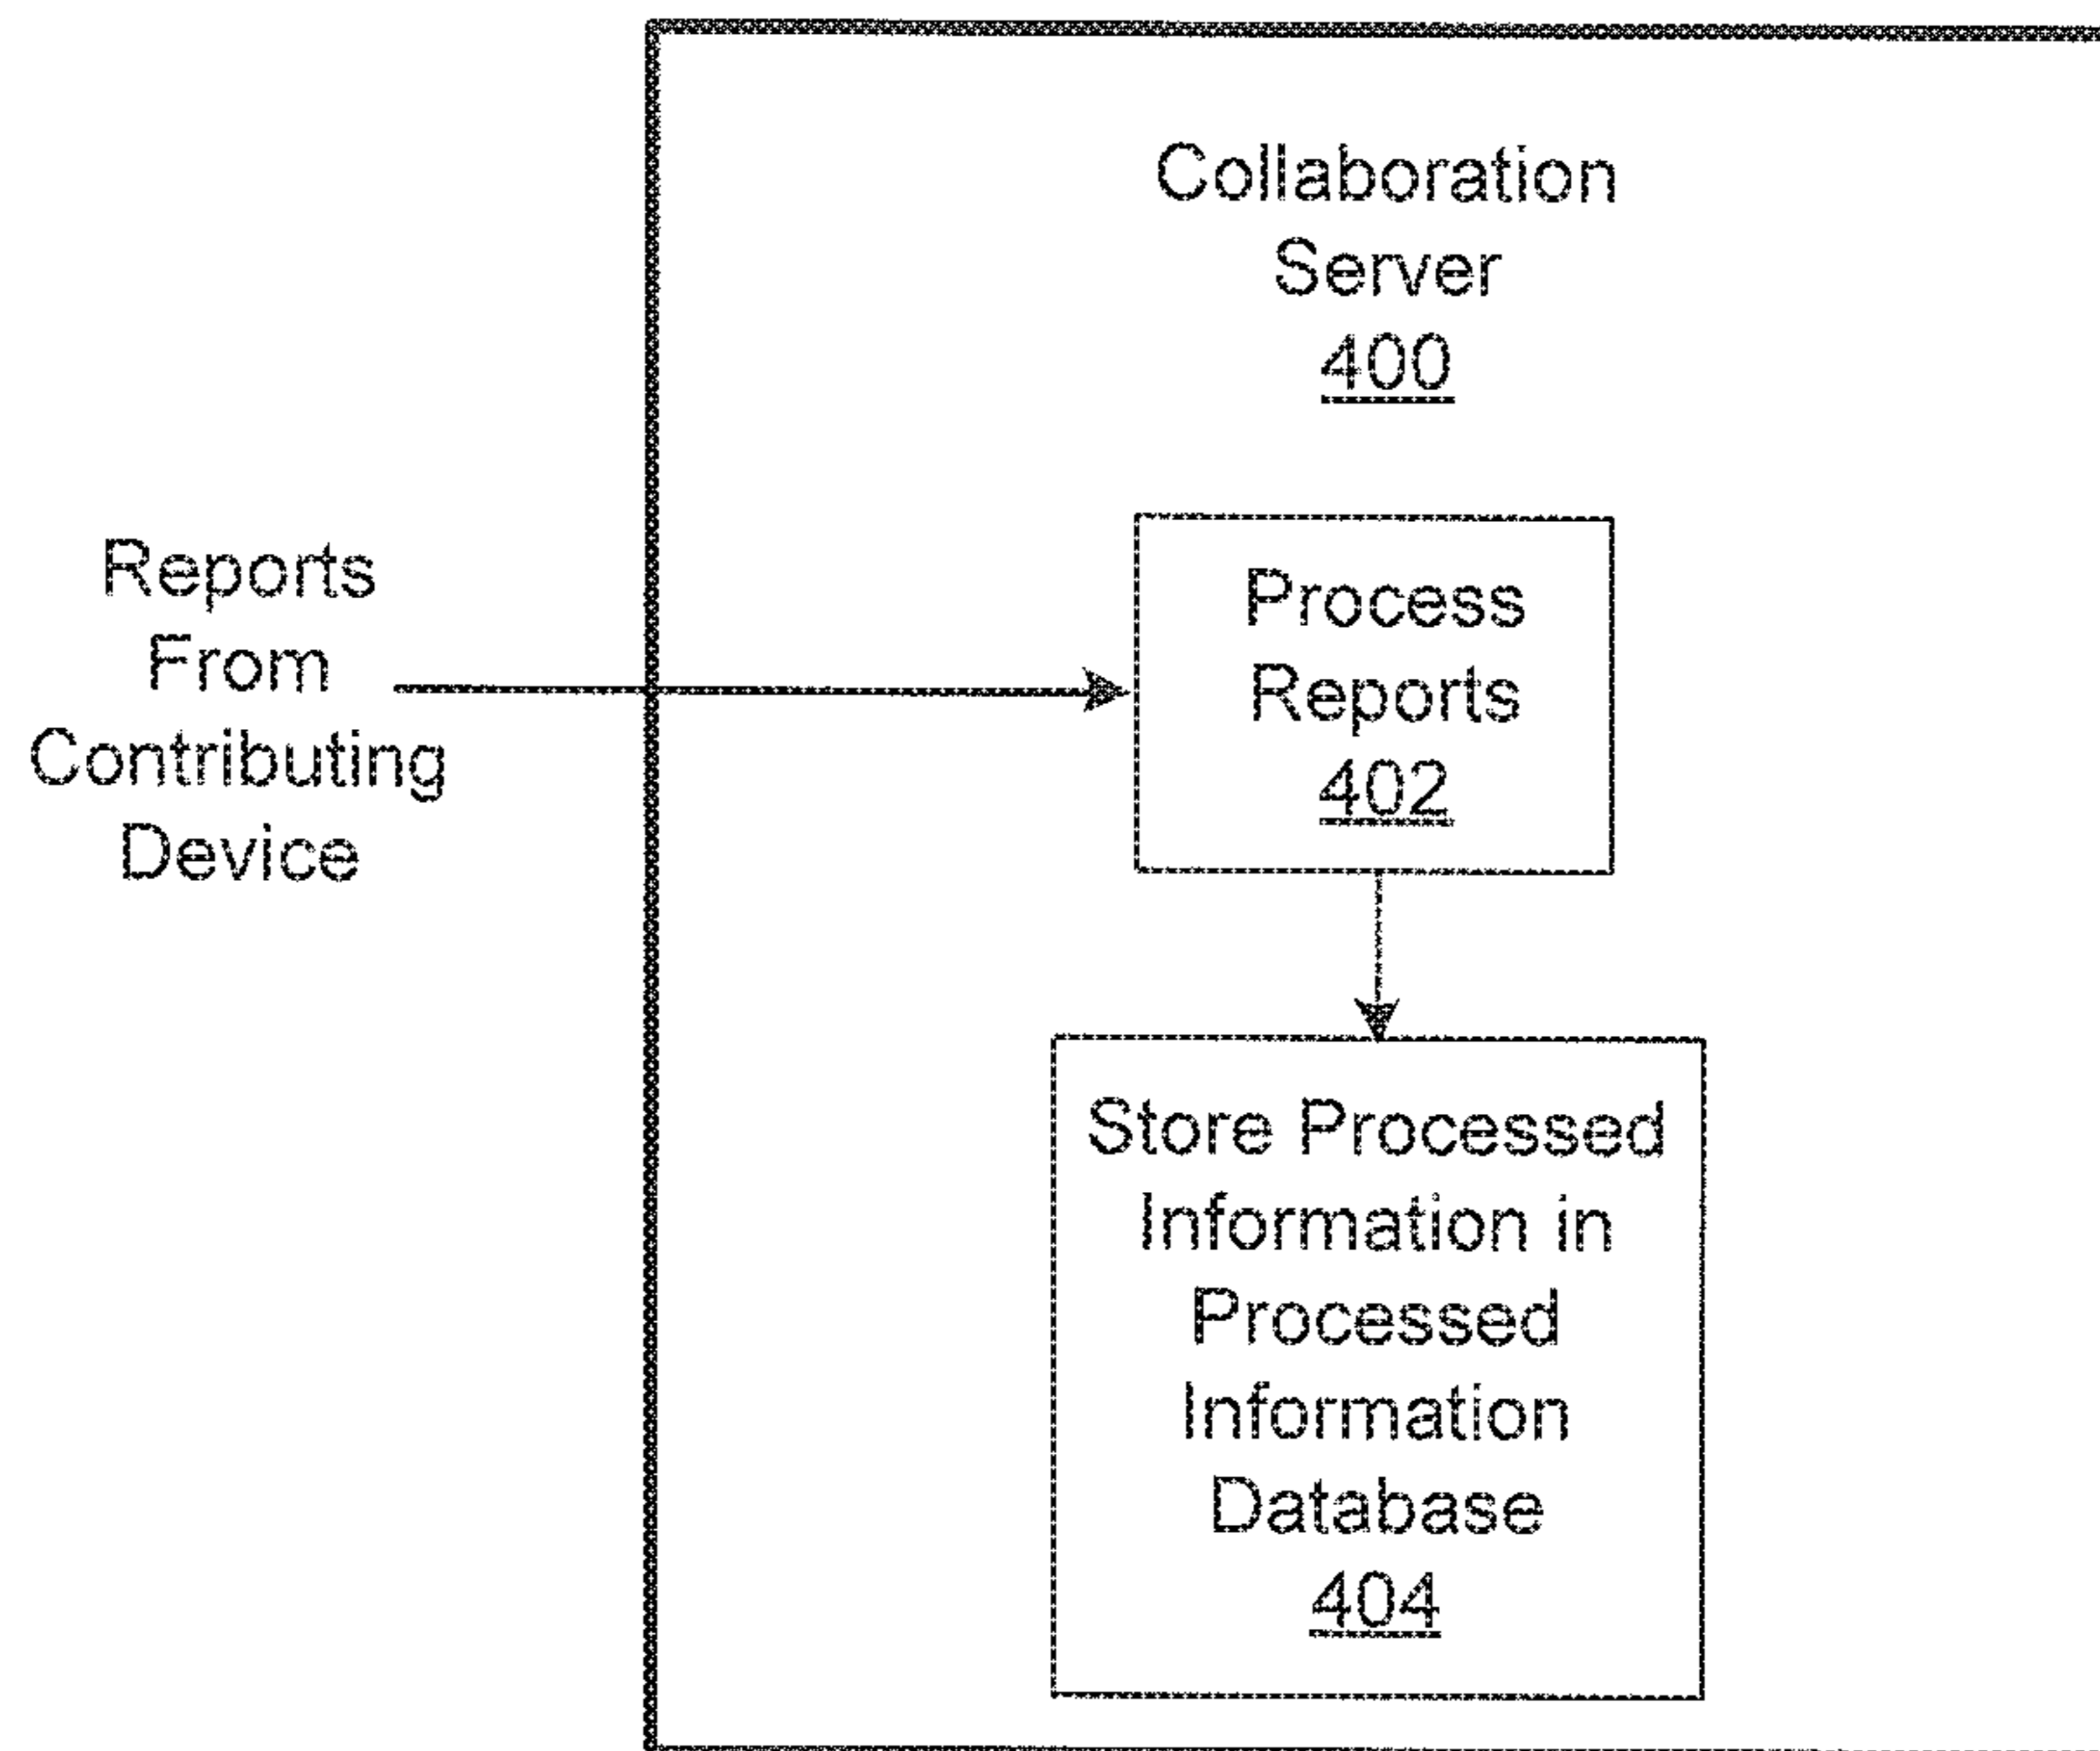 Collaboration
Server
400
Reports
From
Contributing
Device
Process
Reports
402
Store Processed
Information in
Processed
Information
Database
404